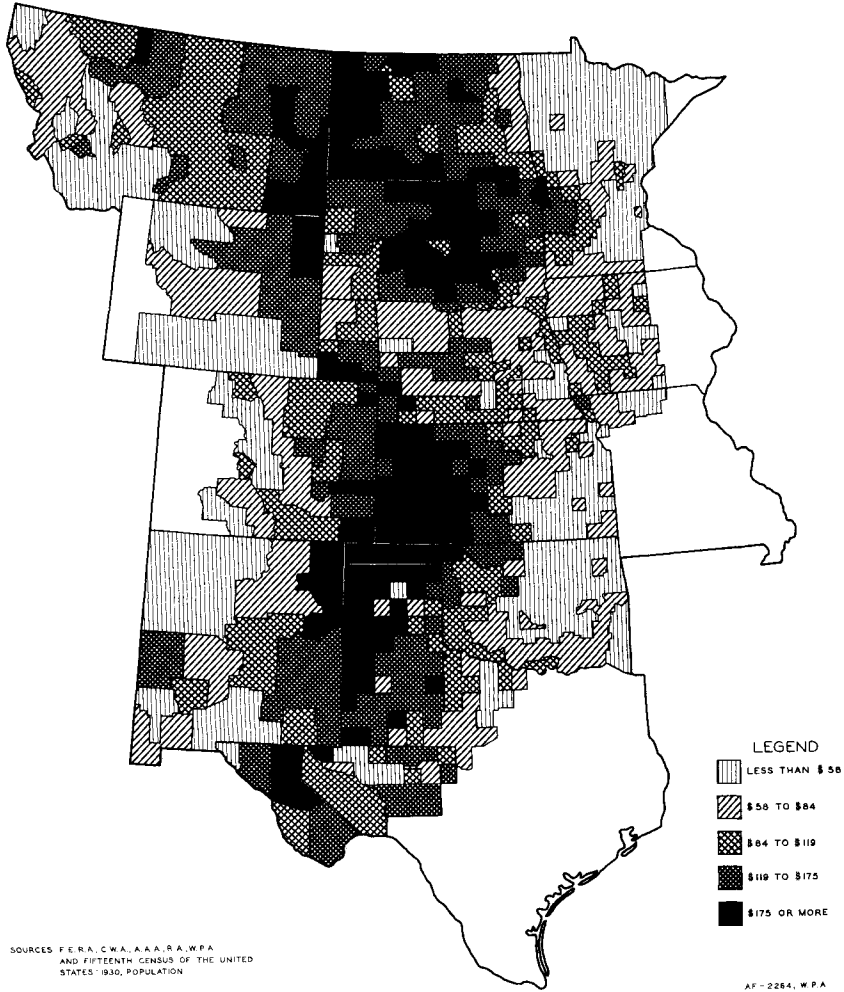 LEGEND
LESS THAN $ 58
$ 58 TO $ 84
$ 84 TO $ 119
$ 119 TO $ 175
$ 175 OR MORE
SOURCES F.E.R.A., C.W.A., A.A.A., R.A., W.P.A.
AND FIFTEENTH CENSUS OF THE UNITED
STATES : 1930, POPULATION
AF - 2264, W. P. A.